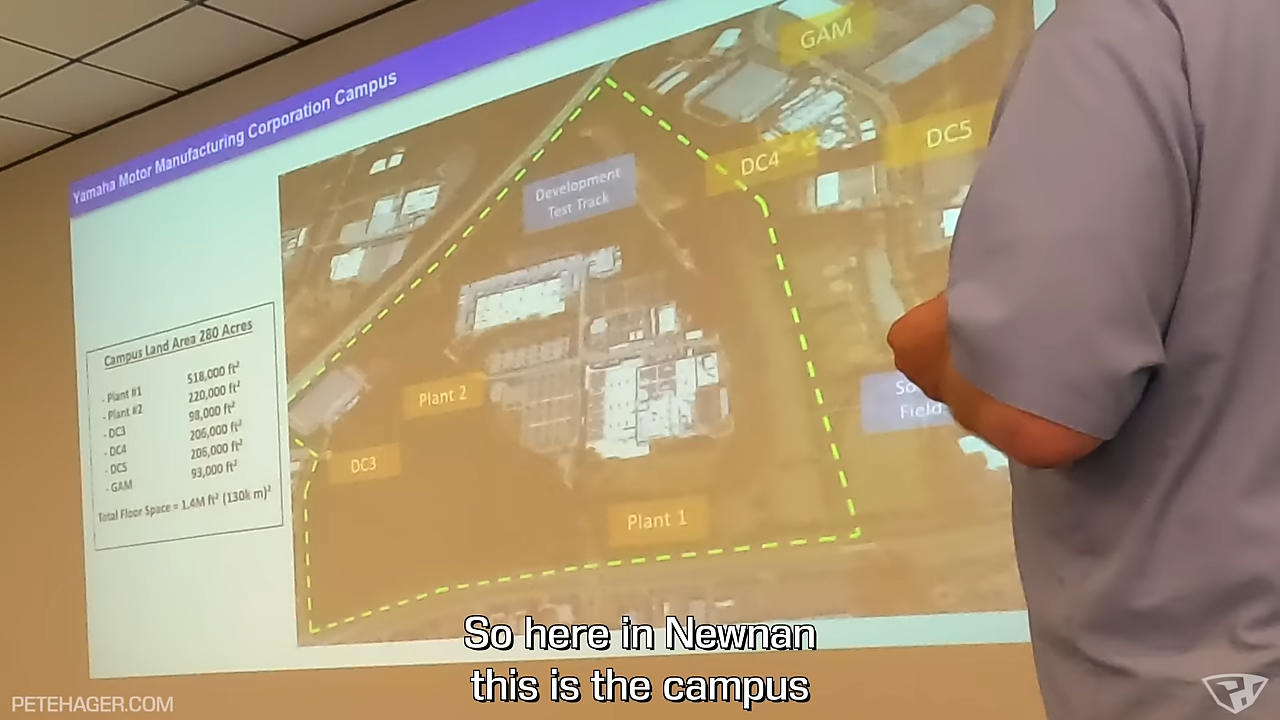 Yamaha Motor Manufacturing Corporation Campus
GAM
DC5
DC4
Development
Test Track
Campus Land Area 280 Acres
- Plant #1 518,000 ft²
- Plant #2 220,000 ft²
- DC3 98,000 ft²
- DC4 206,000 ft²
- DC5 206,000 ft²
- GAM 93,000 ft²
Total Floor Space = 1.4M ft² (130k m)²
Plant 2
Field
DC3
Plant 1
So here in Newnan
this is the campus
PETEHAGER.COM